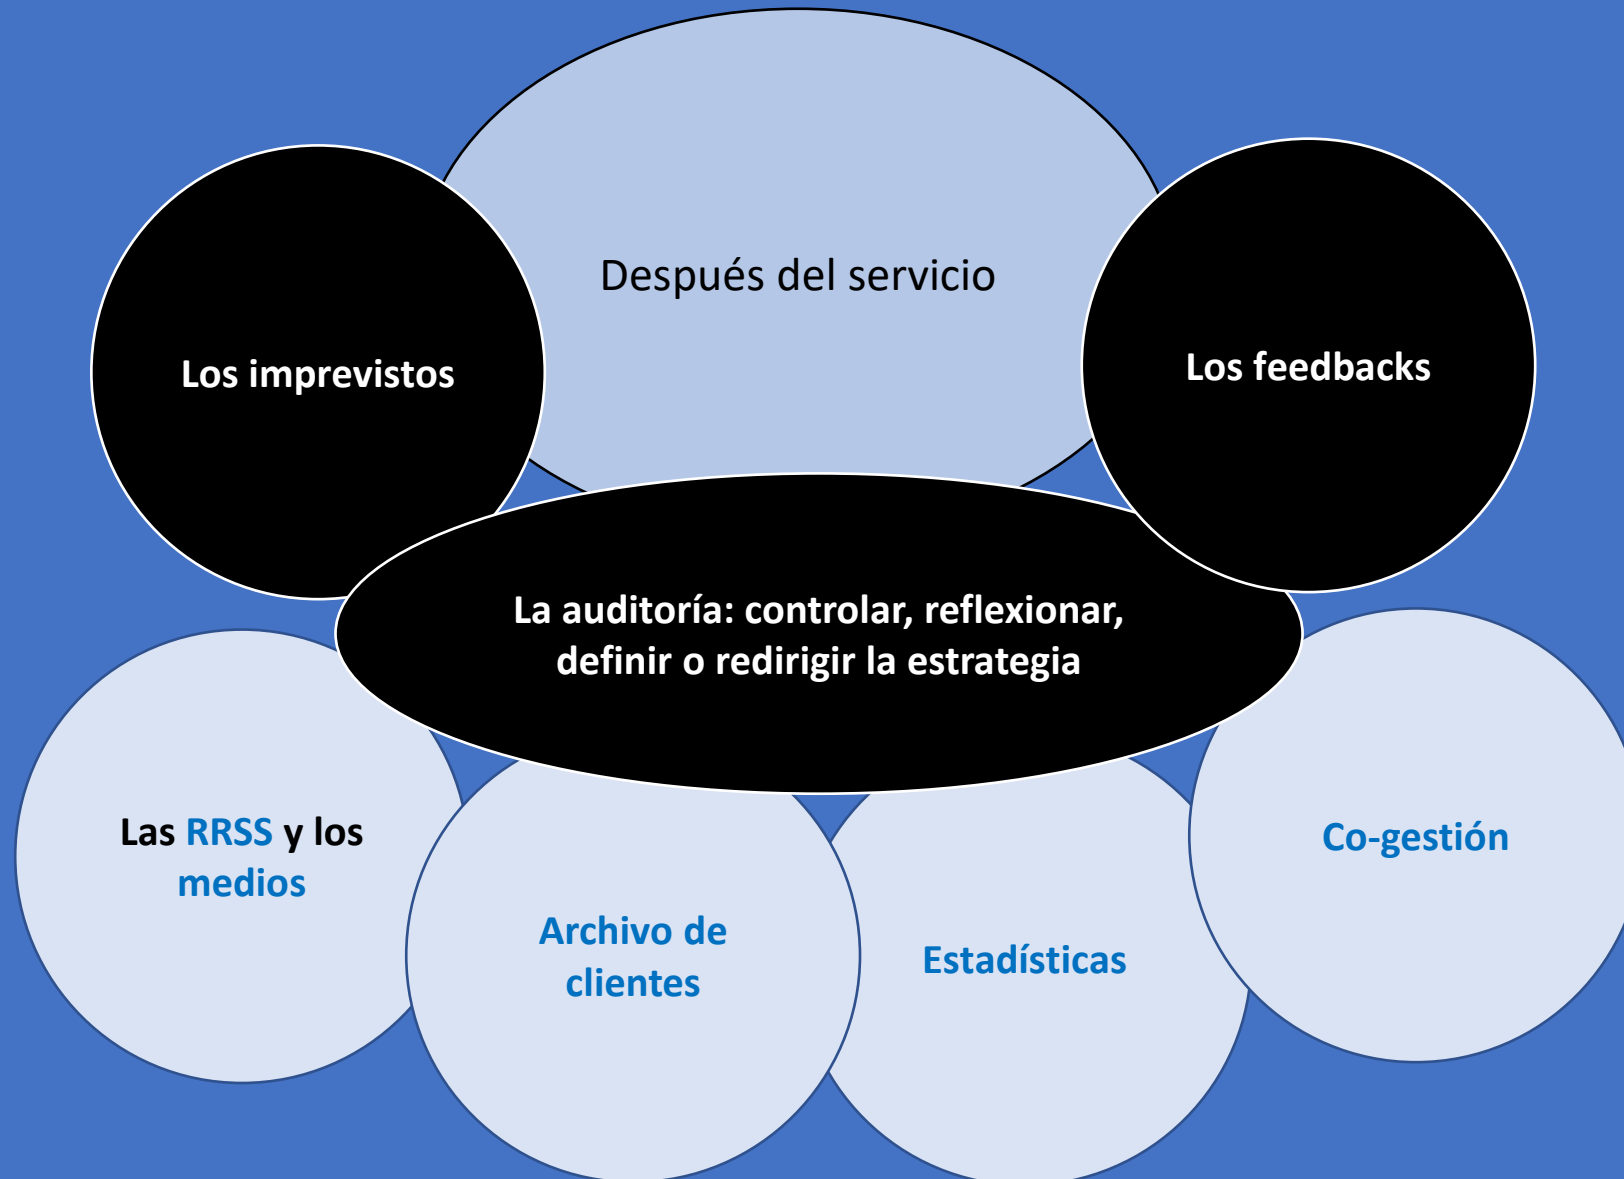 Después del servicio
Los imprevistos
Los feedbacks
La auditoría: controlar, reflexionar,
definir o redirigir la estrategia
Las RRSS y los
medios
Archivo de
clientes
Estadísticas
Co-gestión